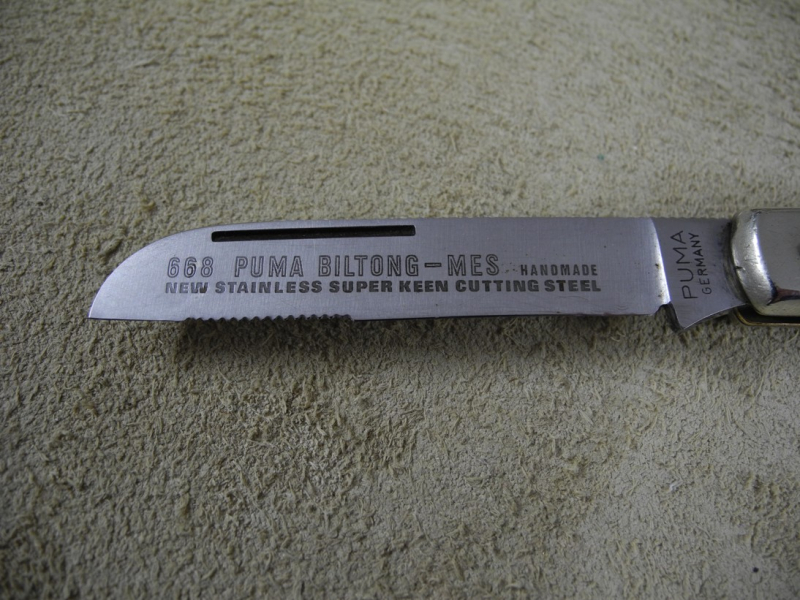 668 PUMA BILTONG-MES HANDMADE
NEW STAINLESS SUPER KEEN CUTTING STEEL
PUMA
GERMANY